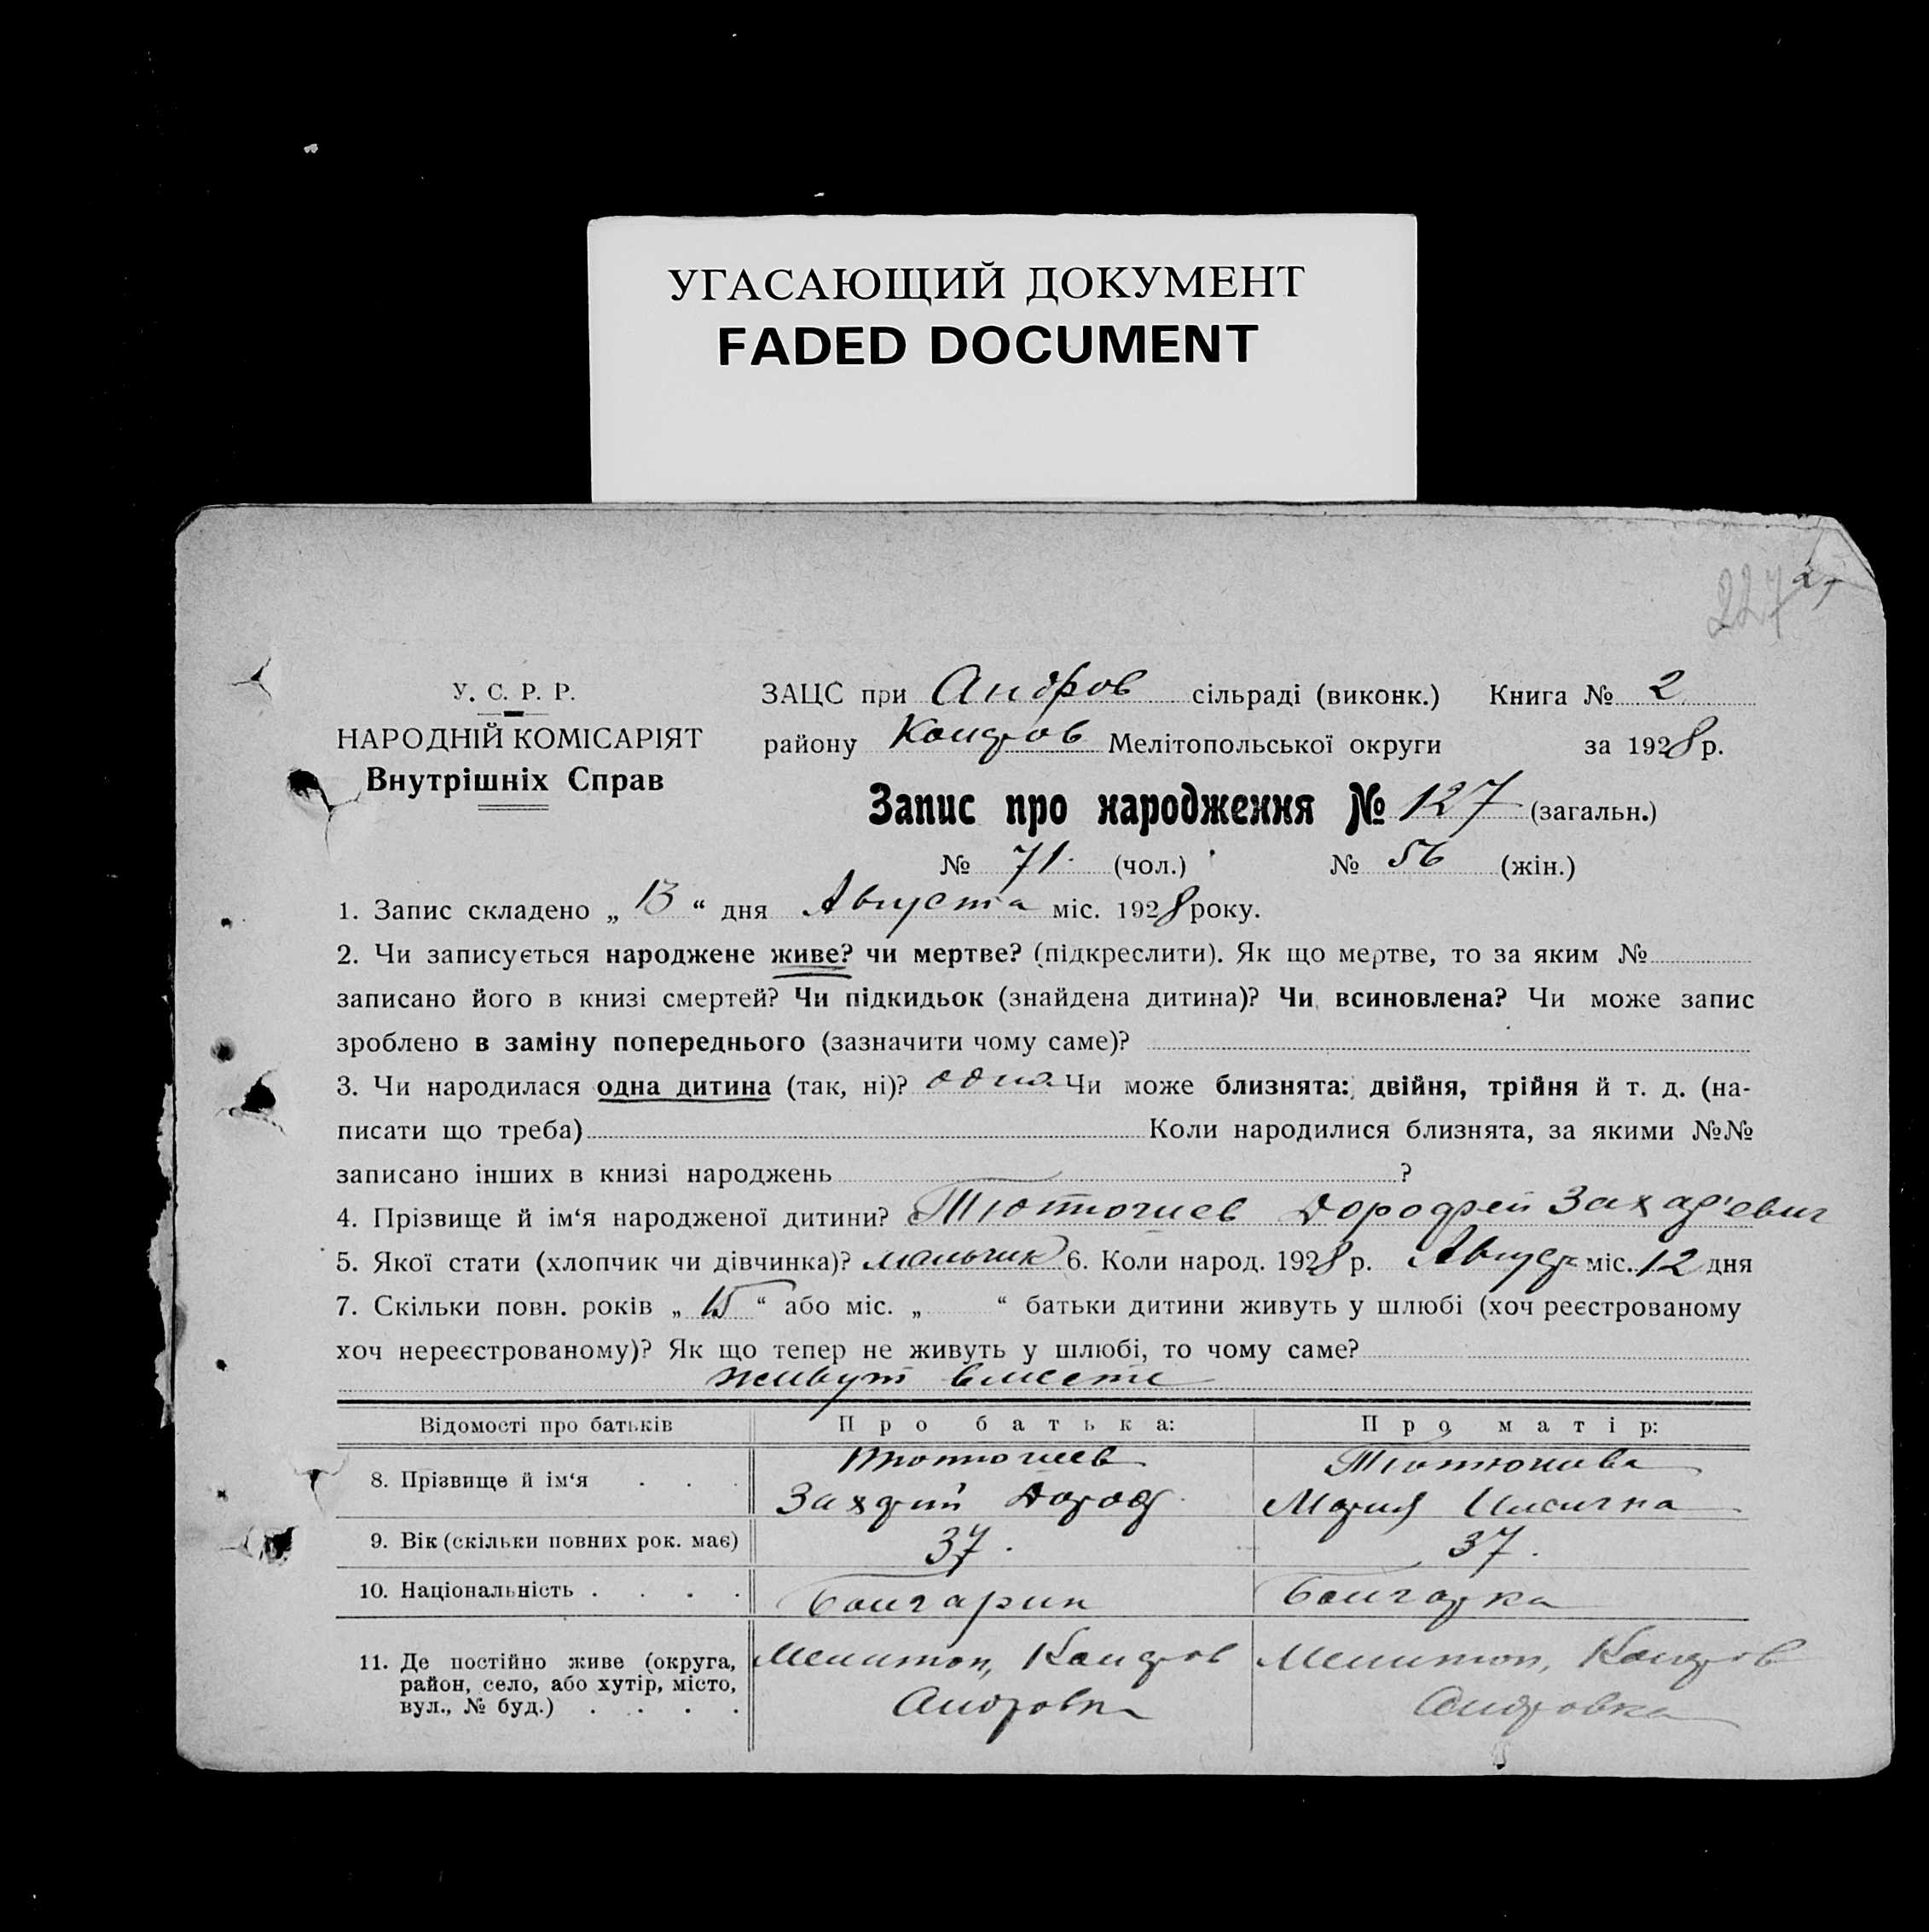 УГАСАЮЩИЙ ДОКУМЕНТ
FADED DOCUMENT
227
У. С. Р. Р.
НАРОДНІЙ КОМІСАРІЯТ
Внутрішніх Справ
ЗАЦС при Андров сільраді (виконк.) Книга № 2
району Мелітопольської округи за 1928 р.
Запис про народження № 127 (загальн.)
№ 71 (чол.) № 56 (жін.)
1. Запис складено „ 13 “ дня Августа міс. 1928 року.
2. Чи записується народжене живе? чи мертве? (підкреслити). Як що мертве, то за яким №
записано його в книзі смертей? Чи підкидьок (знайдена дитина)? Чи всиновлена? Чи може запис
зроблено в заміну попереднього (зазначити чому саме)?
3. Чи народилася одна дитина (так, ні)? одна Чи може близнята: двійня, трійня й т. д. (на-
писати що треба) Коли народилися близнята, за якими №№
записано інших в книзі народжень ?
4. Прізвище й ім‘я народженої дитини? Дорофей Захар'евич
5. Якої стати (хлопчик чи дівчинка)? мальчик 6. Коли народ. 1928 р. Август міс. 12 дня
7. Скільки повн. років „ 15 “ або міс. „ “ батьки дитини живуть у шлюбі (хоч реєстрованому
хоч нереєстрованому)? Як що тепер не живуть у шлюбі, то чому саме?
живут вместе
Відомості про батьків Про батька: Про матір:
8. Прізвище й ім‘я . . .
Захарий Дороф. Мария
9. Вік (скільки повних рок. має) 37. 37.
10. Національність . . . . Болгарин Болгарка
11. Де постійно живе (округа,
район, село, або хутір, місто,
вул., № буд.) . . . .
Мелитоп, Мелитоп,
Андровка Андровка